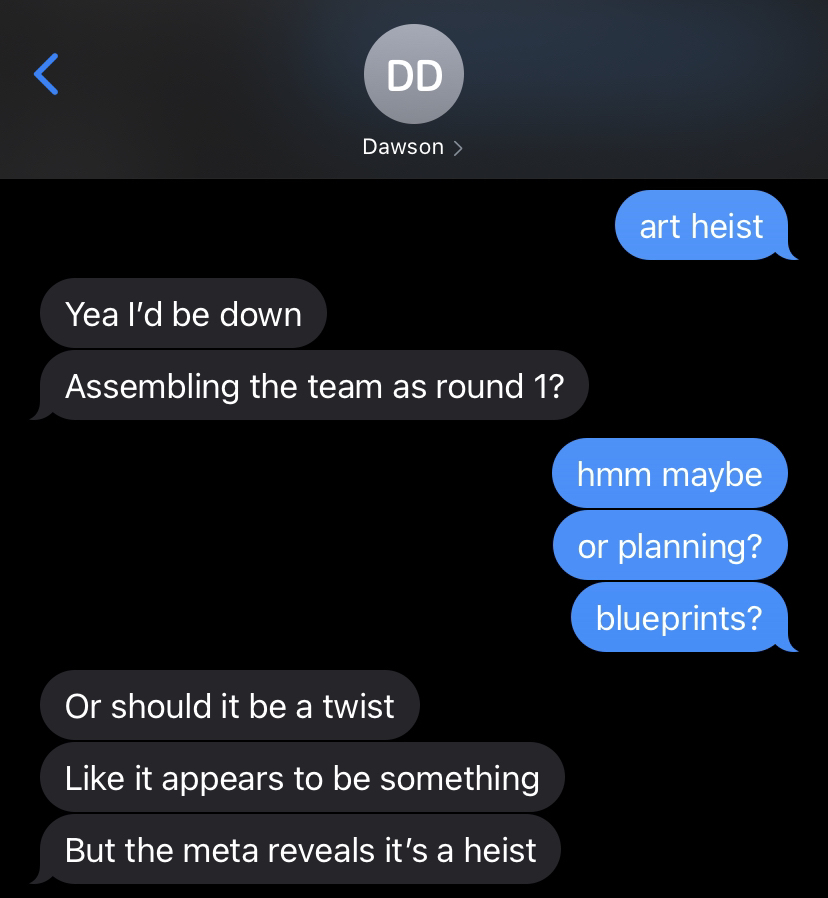 DD
Dawson
art heist
Yea I’d be down
Assembling the team as round 1?
hmm maybe
or planning?
blueprints?
Or should it be a twist
Like it appears to be something
But the meta reveals it’s a heist